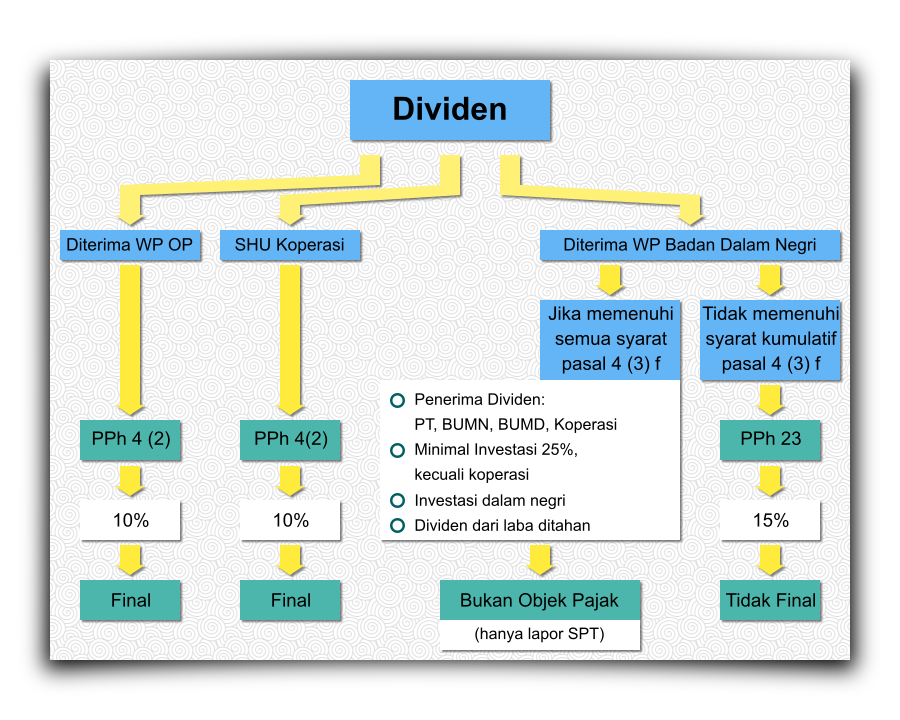 Dividen
Diterima WP OP
SHU Koperasi
Diterima WP Badan Dalam Negri
Jika memenuhi
semua syarat
pasal 4 (3) f
Tidak memenuhi
syarat kumulatif
pasal 4 (3) f
Penerima Dividen:
PT, BUMN, BUMD, Koperasi
Minimal Investasi 25%,
kecuali koperasi
Investasi dalam negri
Dividen dari laba ditahan
PPh 4 (2)
PPh 4(2)
PPh 23
10%
10%
15%
Final
Final
Bukan Objek Pajak
(hanya lapor SPT)
Tidak Final